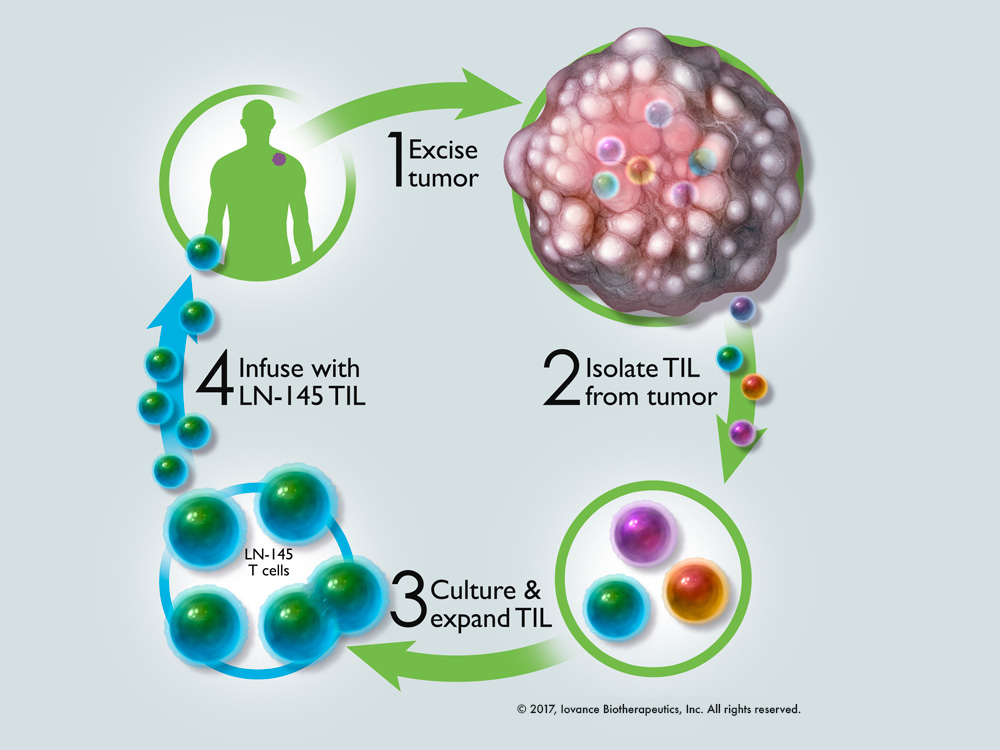 1 Excise
tumor
2 Isolate TIL
from tumor
3 Culture &
expand TIL
LN-145
T cells
4 Infuse with
LN-145 TIL
© 2017, Iovance Biotherapeutics, Inc. All rights reserved.